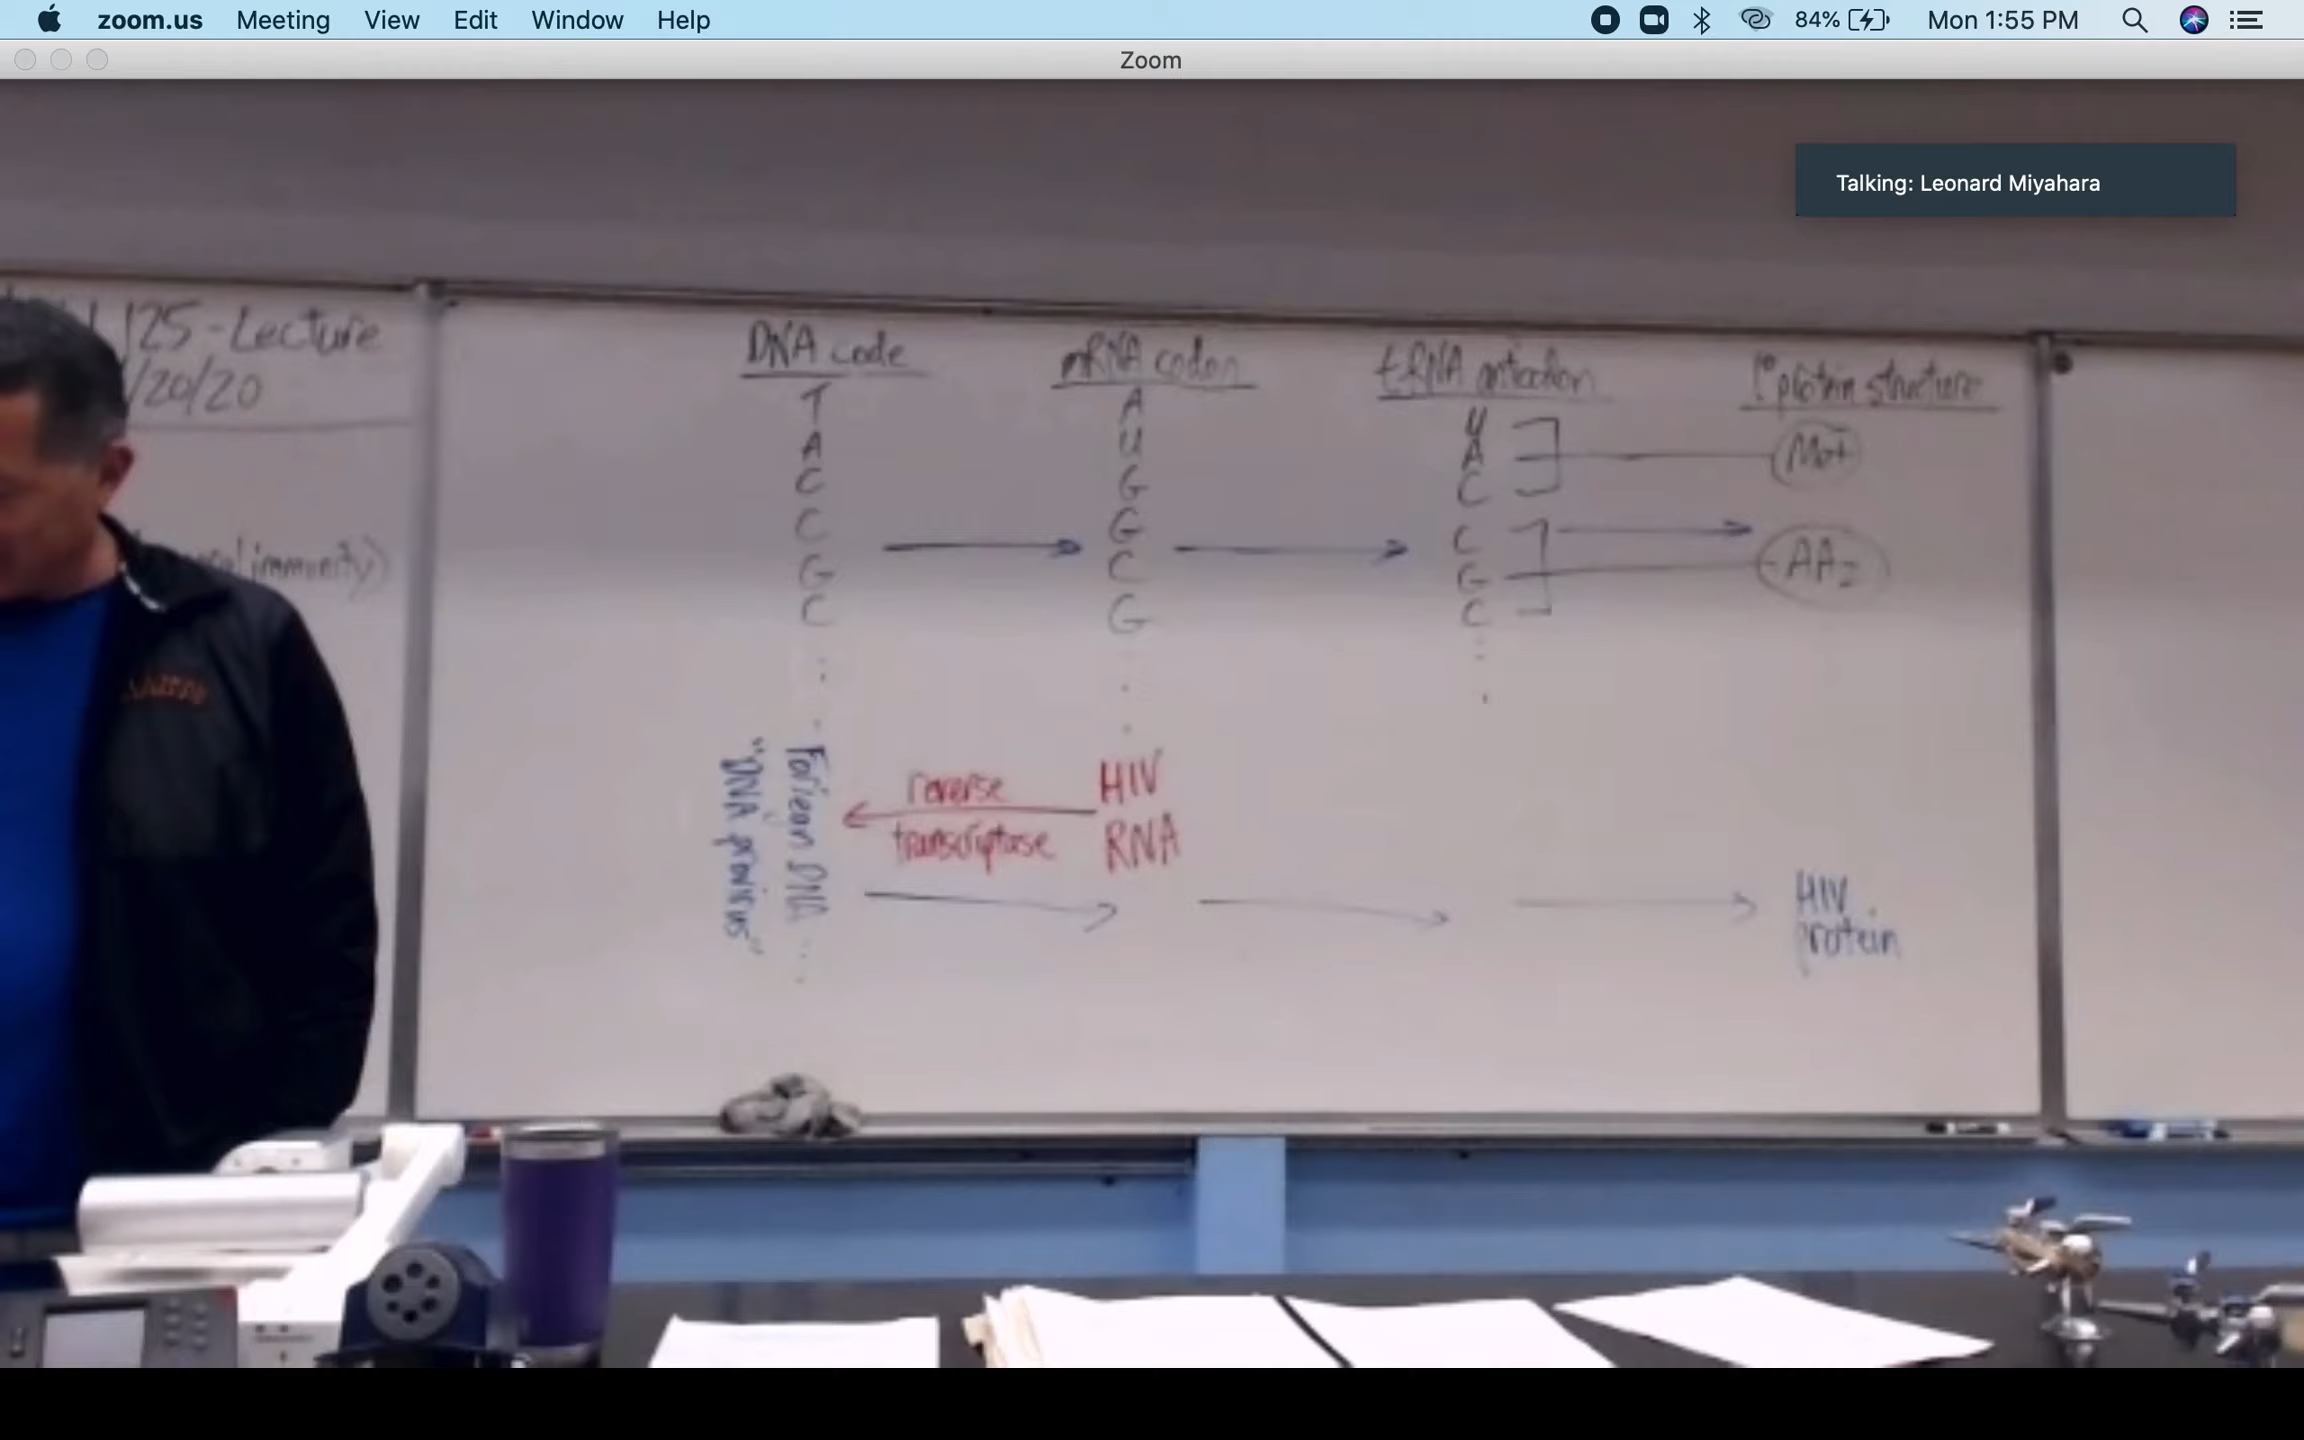 zoom.us Meeting View Edit Window Help 84% Mon 1:55 PM
Zoom
Talking: Leonard Miyahara
125 - Lecture
/20/20
immunity)
DNA code
T
A
C
C
G
C
mRNA codon
A
U
G
G
C
G
tRNA anticodon
U
A
C
C
G
C
1° protein structure
Met
AA2
"DNA provirus"
Foriegn DNA
reverse
transcriptase
HIV
RNA
HIV
protein